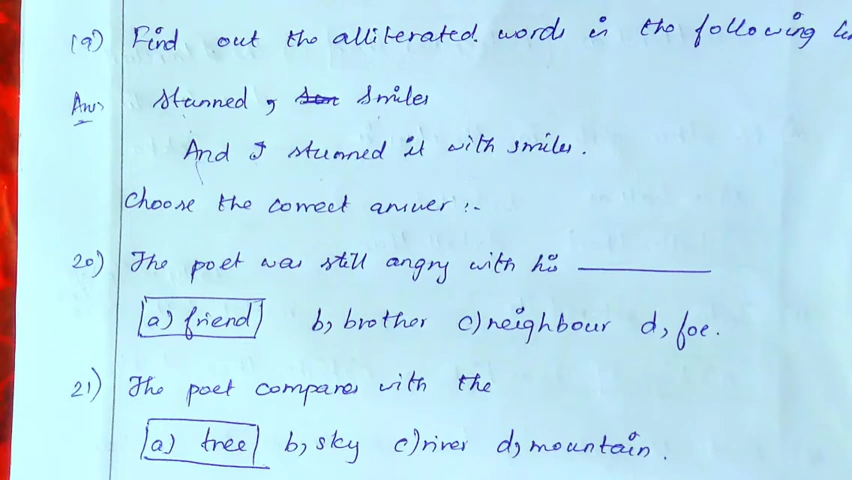 19) Find out the alliterated words in the following
Ans stunned, smiles
And I stunned it with smiles.
Choose the correct answer :-
20) The poet was still angry with his ________
a) friend b, brother c) neighbour d, foe.
21) The poet compares with the
a) tree b, sky c) river d, mountain.